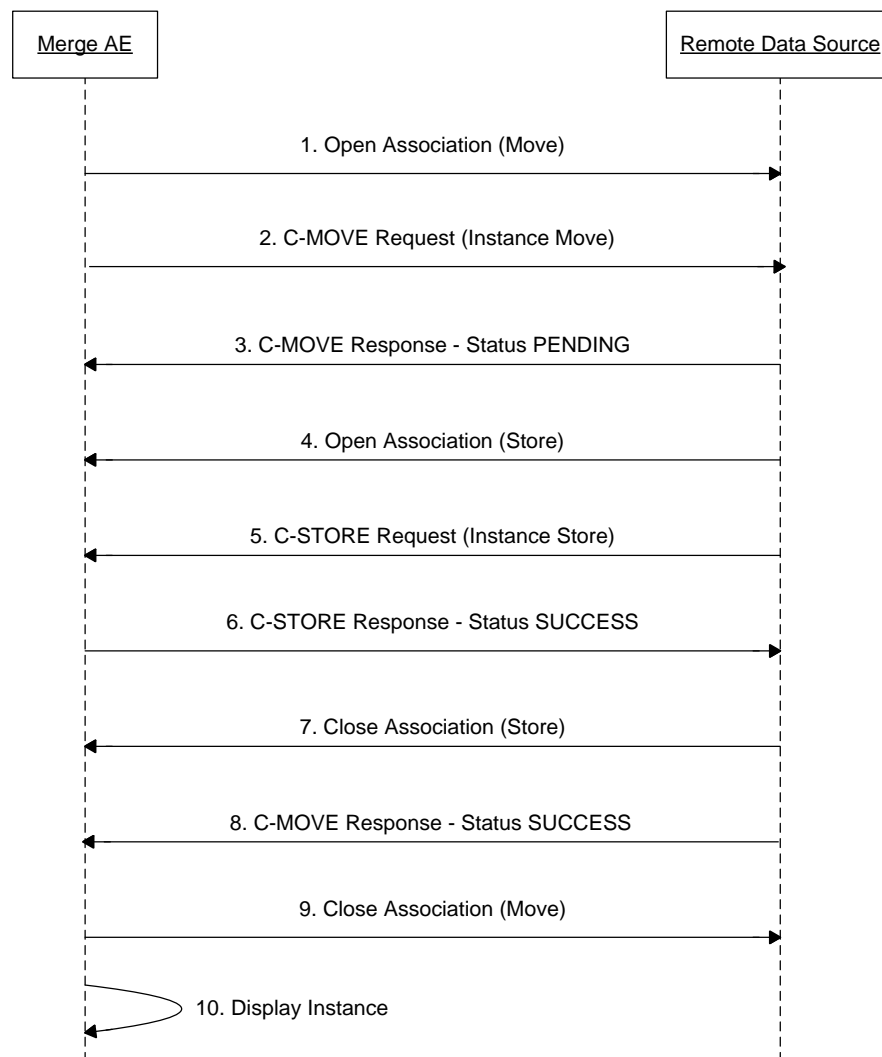 Merge AE
Remote Data Source
1. Open Association (Move)
2. C-MOVE Request (Instance Move)
3. C-MOVE Response - Status PENDING
4. Open Association (Store)
5. C-STORE Request (Instance Store)
6. C-STORE Response - Status SUCCESS
7. Close Association (Store)
8. C-MOVE Response - Status SUCCESS
9. Close Association (Move)
10. Display Instance